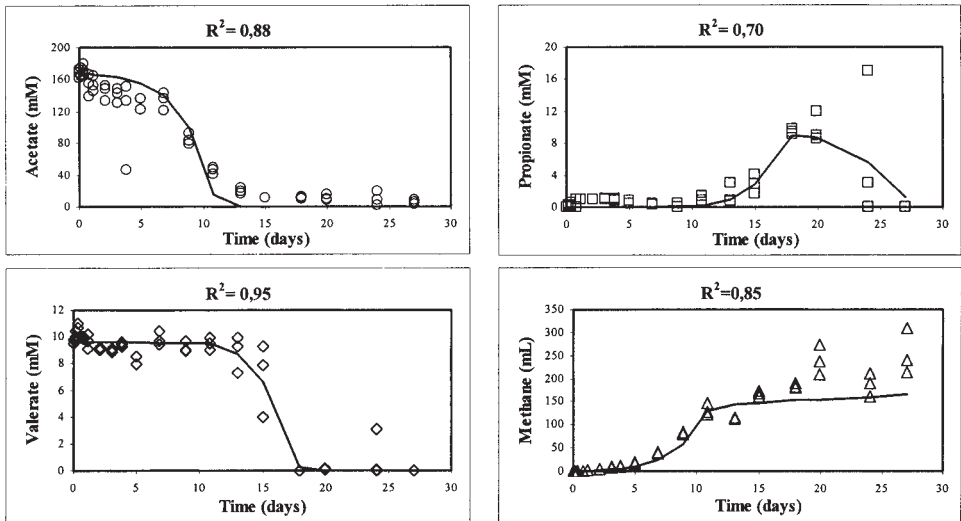 R²= 0,88
200
160
120
80
40
0
Acetate (mM)
0 5 10 15 20 25 30
Time (days)
R²= 0,70
20
16
12
8
4
0
Propionate (mM)
0 5 10 15 20 25 30
Time (days)
R²= 0,95
12
10
8
6
4
2
0
Valerate (mM)
0 5 10 15 20 25 30
Time (days)
R²=0,85
350
300
250
200
150
100
50
0
Methane (mL)
0 5 10 15 20 25 30
Time (days)